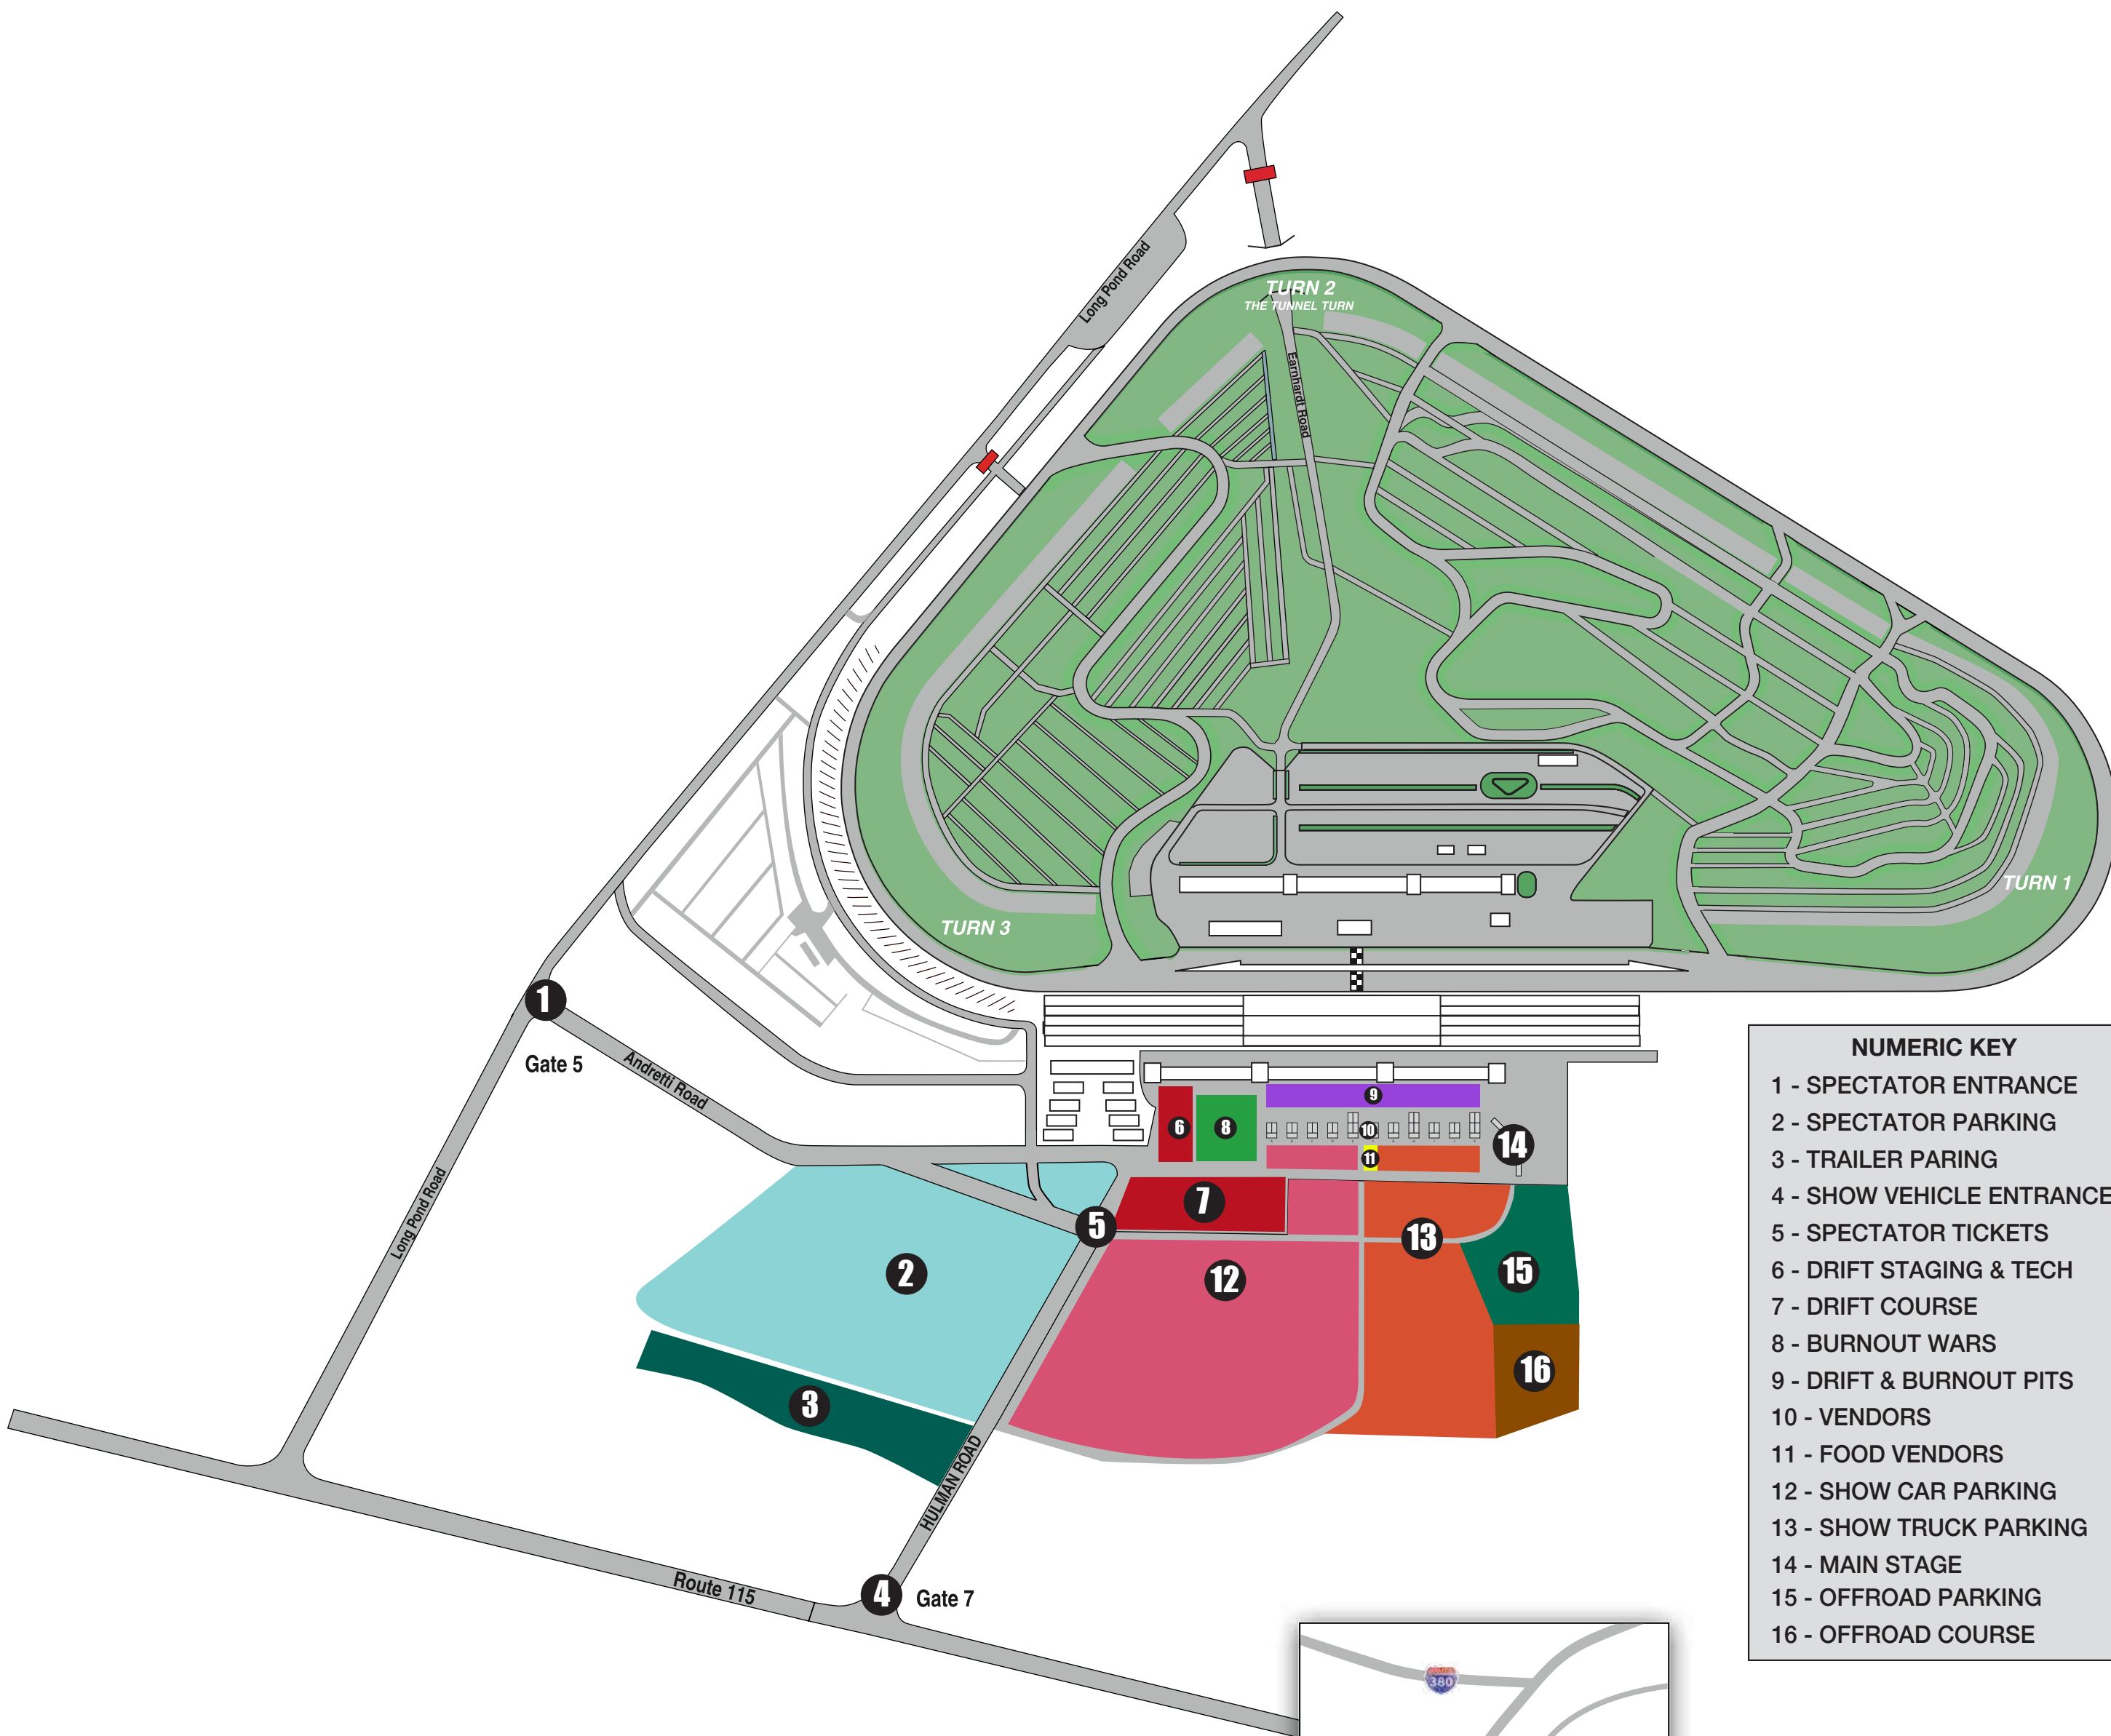 Long Pond Road
TURN 2
THE TUNNEL TURN
Earnhardt Road
TURN 1
TURN 3
1
Gate 5
Andretti Road
Long Pond Road
9
6
8
10
11
14
7
5
13
2
12
15
16
3
HULMAN ROAD
Route 115
4
Gate 7
NUMERIC KEY
1 - SPECTATOR ENTRANCE
2 - SPECTATOR PARKING
3 - TRAILER PARING
4 - SHOW VEHICLE ENTRANCE
5 - SPECTATOR TICKETS
6 - DRIFT STAGING & TECH
7 - DRIFT COURSE
8 - BURNOUT WARS
9 - DRIFT & BURNOUT PITS
10 - VENDORS
11 - FOOD VENDORS
12 - SHOW CAR PARKING
13 - SHOW TRUCK PARKING
14 - MAIN STAGE
15 - OFFROAD PARKING
16 - OFFROAD COURSE
380